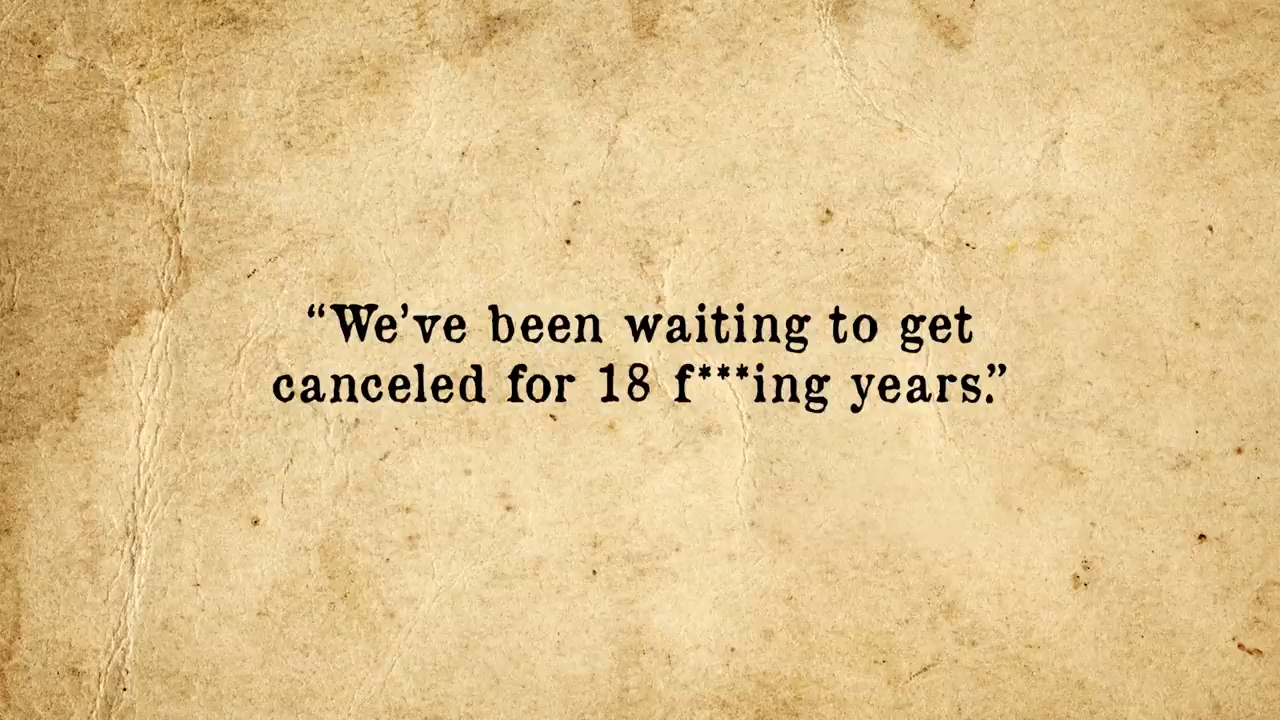 “We’ve been waiting to get
canceled for 18 f***ing years.”